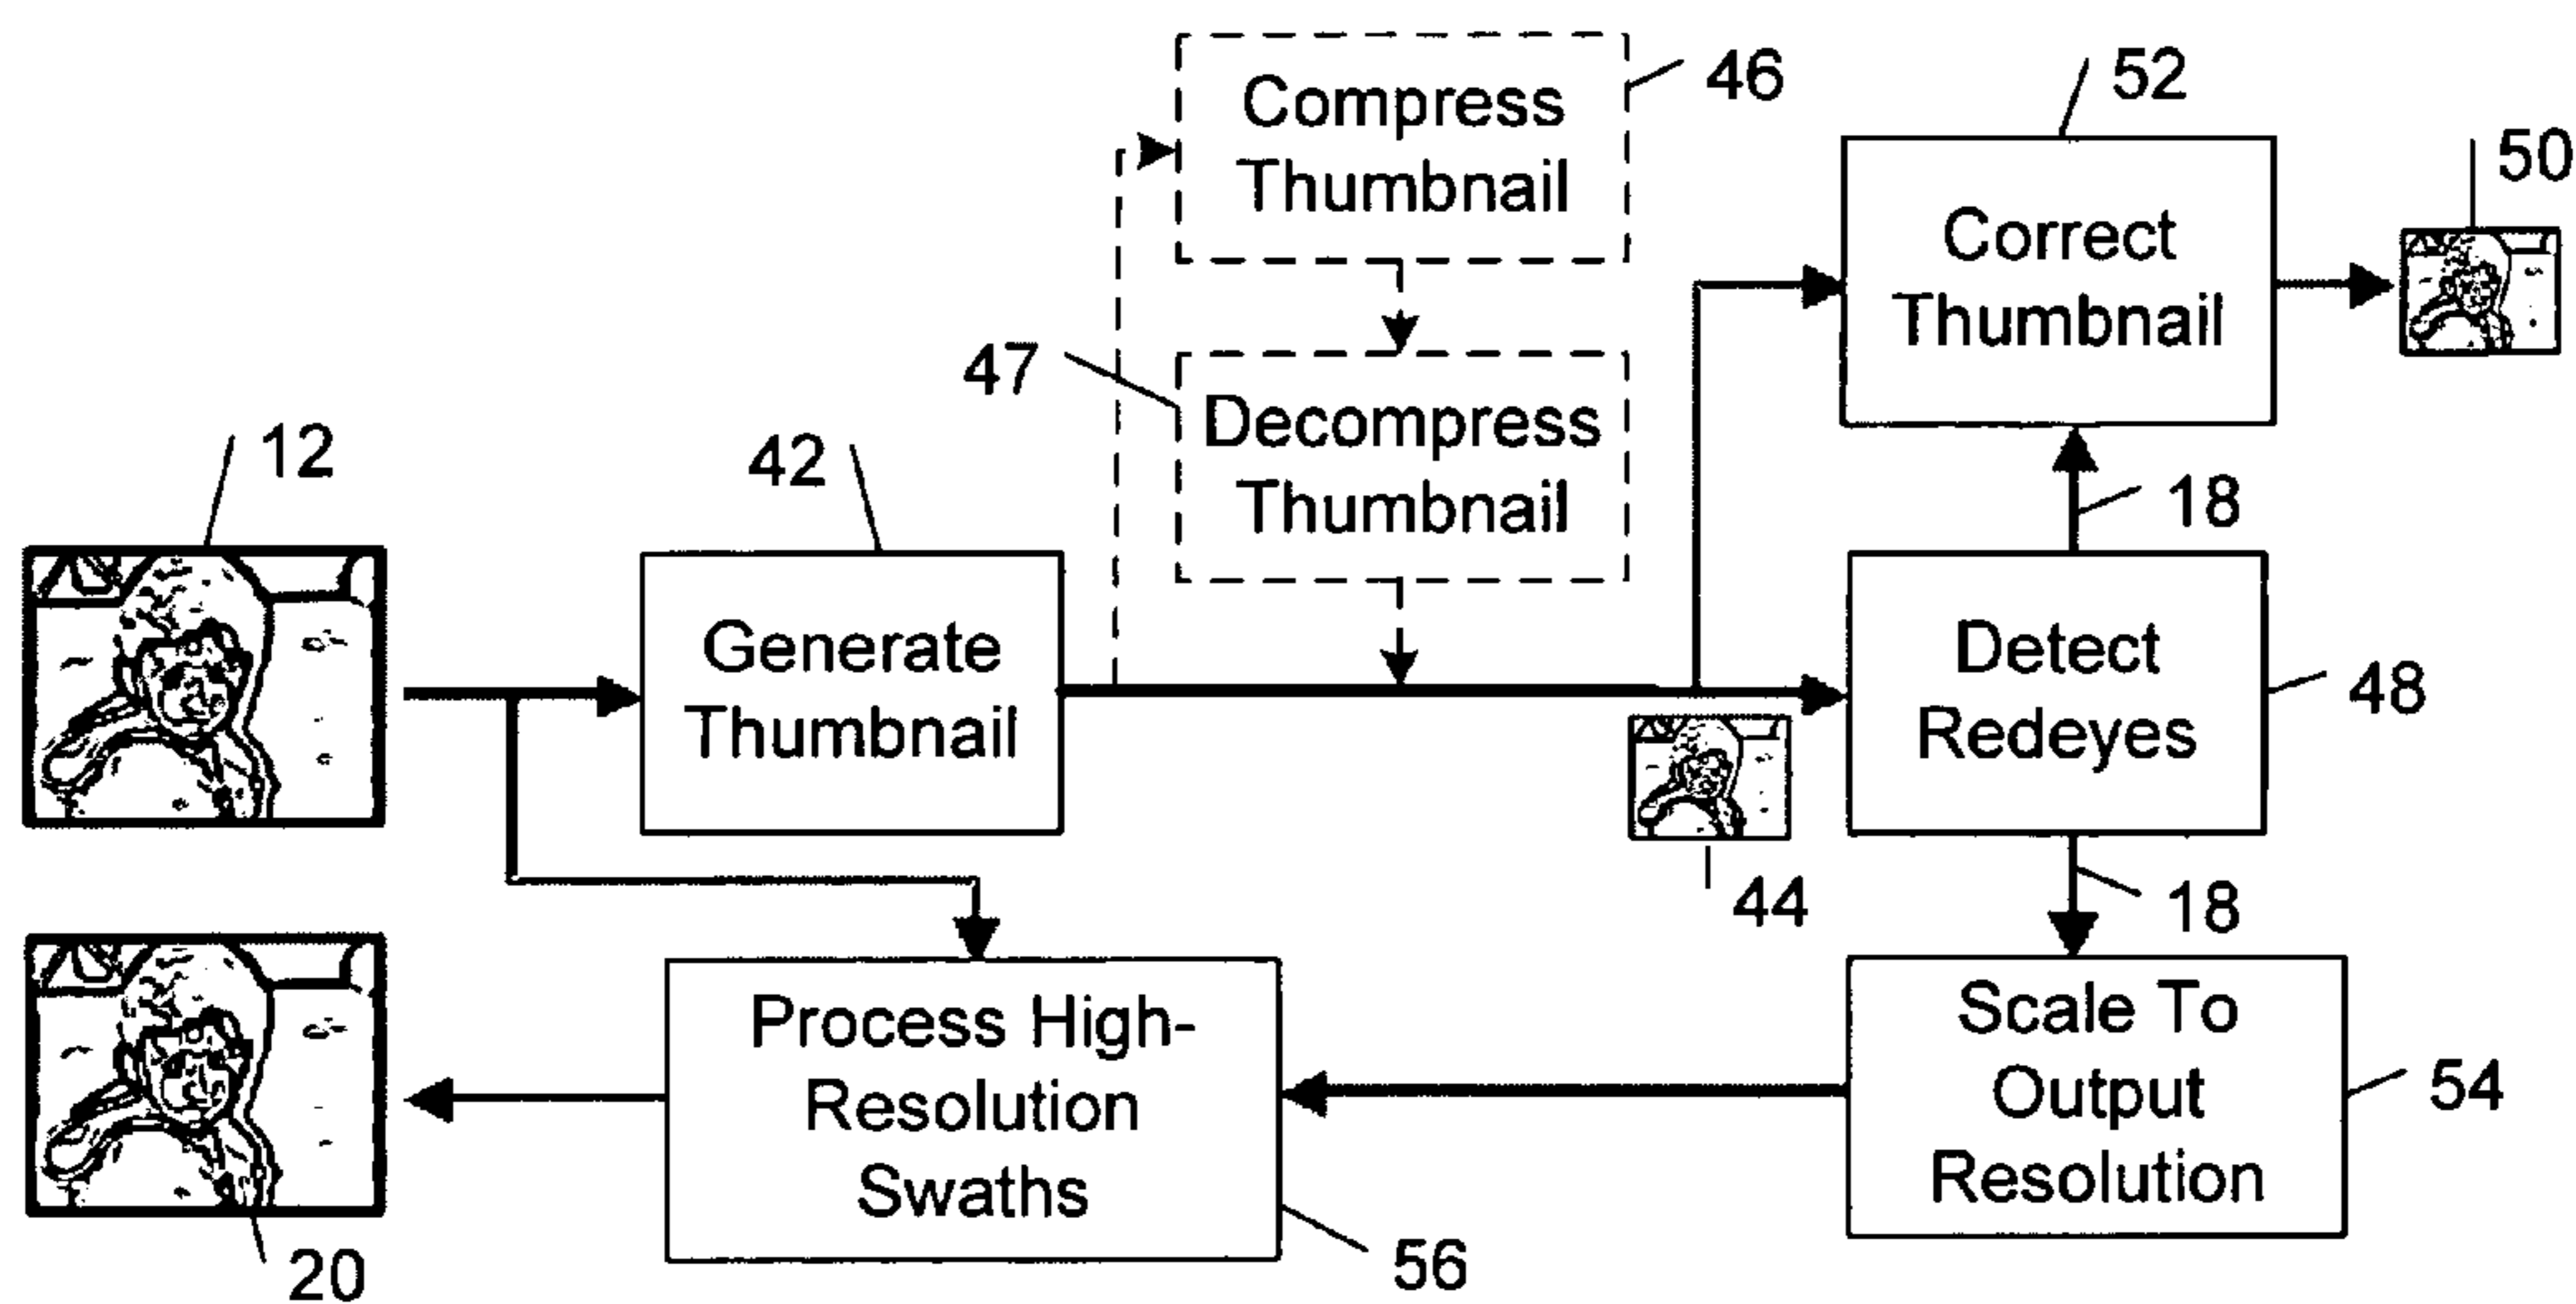 Compress
Thumbnail
46
52
50
Correct
Thumbnail
47
Decompress
Thumbnail
12
42
18
Generate
Thumbnail
Detect
Redeyes
48
44
18
Process High-
Resolution
Swaths
Scale To
Output
Resolution
54
56
20